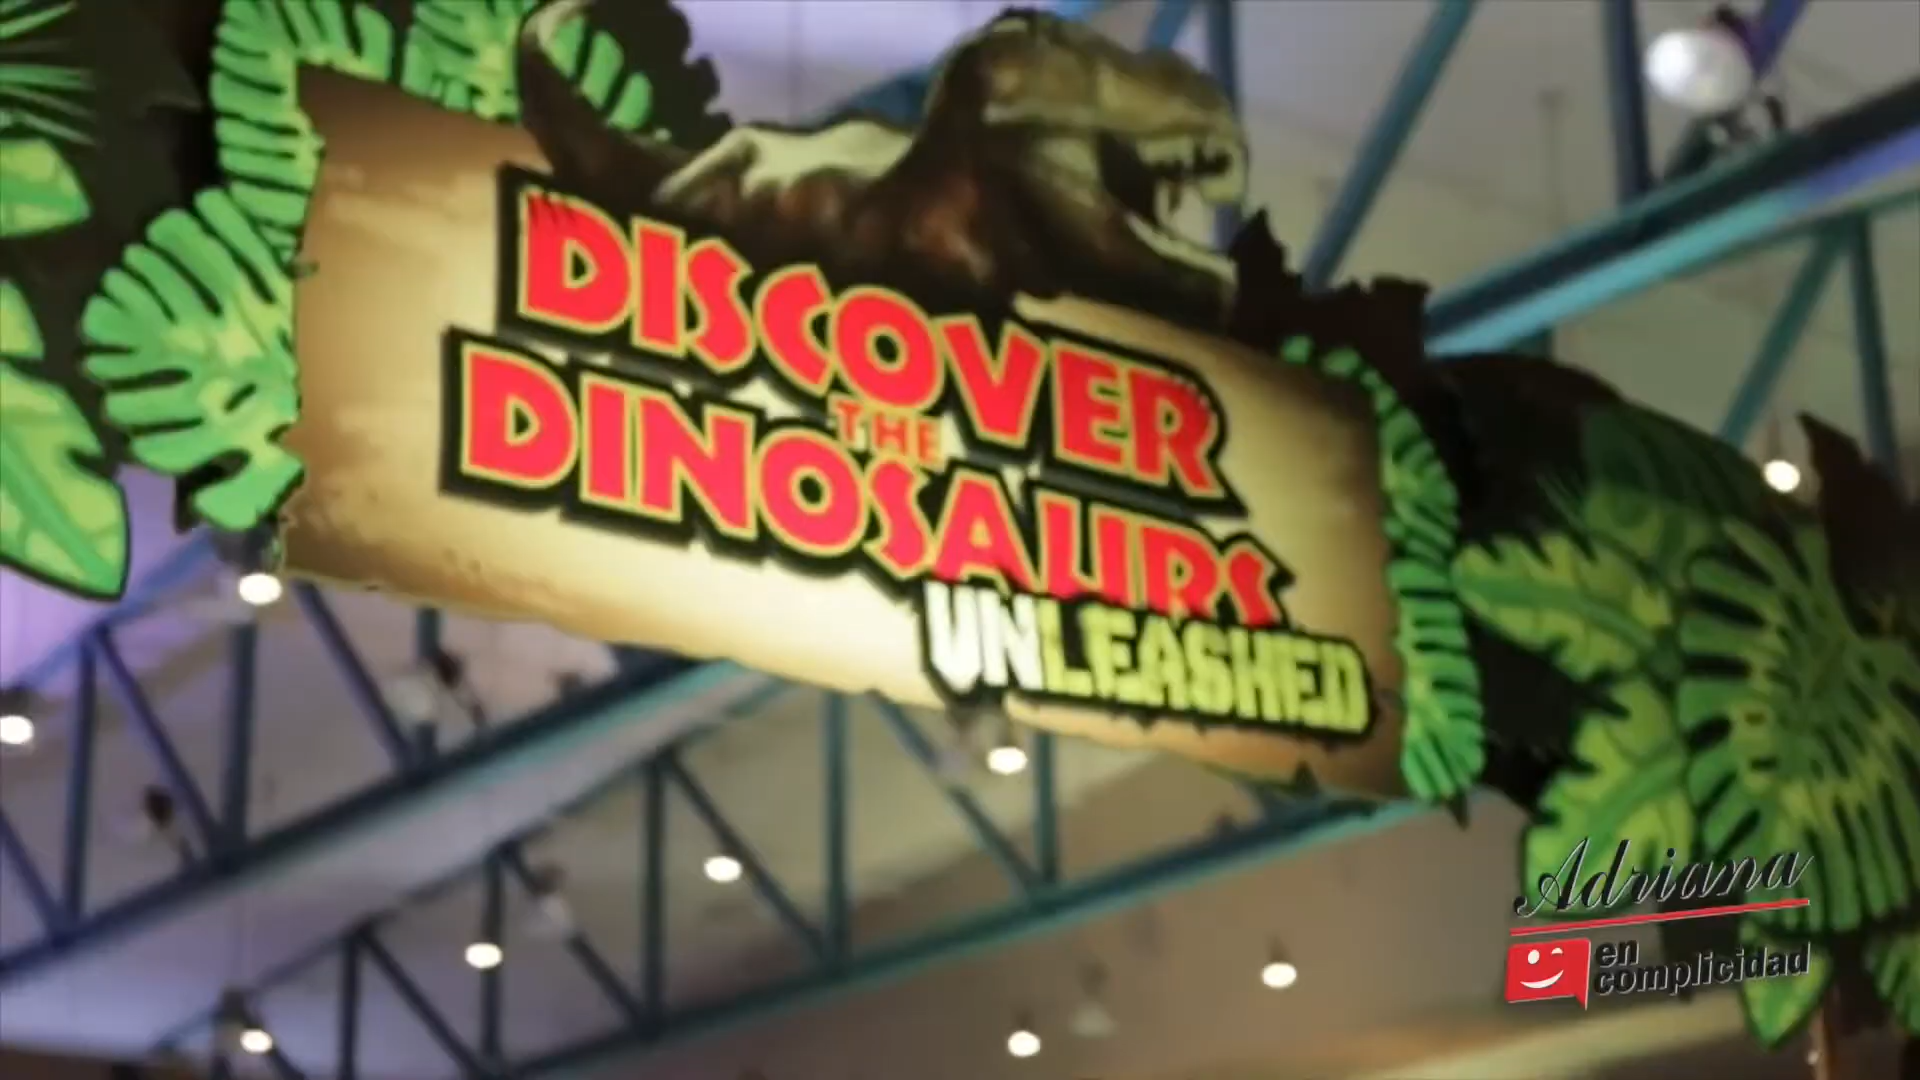 DISCOVER
THE
DINOSAURS
UNLEASHED
Adriana
en
complicidad